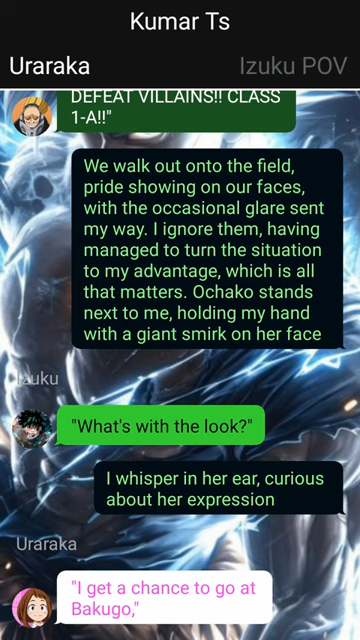 Kumar Ts
Uraraka
Izuku POV
DEFEAT VILLAINS!! CLASS
1-A!!"
We walk out onto the field,
pride showing on our faces,
with the occasional glare sent
my way. I ignore them, having
managed to turn the situation
to my advantage, which is all
that matters. Ochako stands
next to me, holding my hand
with a giant smirk on her face
Izuku
"What's with the look?"
I whisper in her ear, curious
about her expression
Uraraka
"I get a chance to go at
Bakugo,"